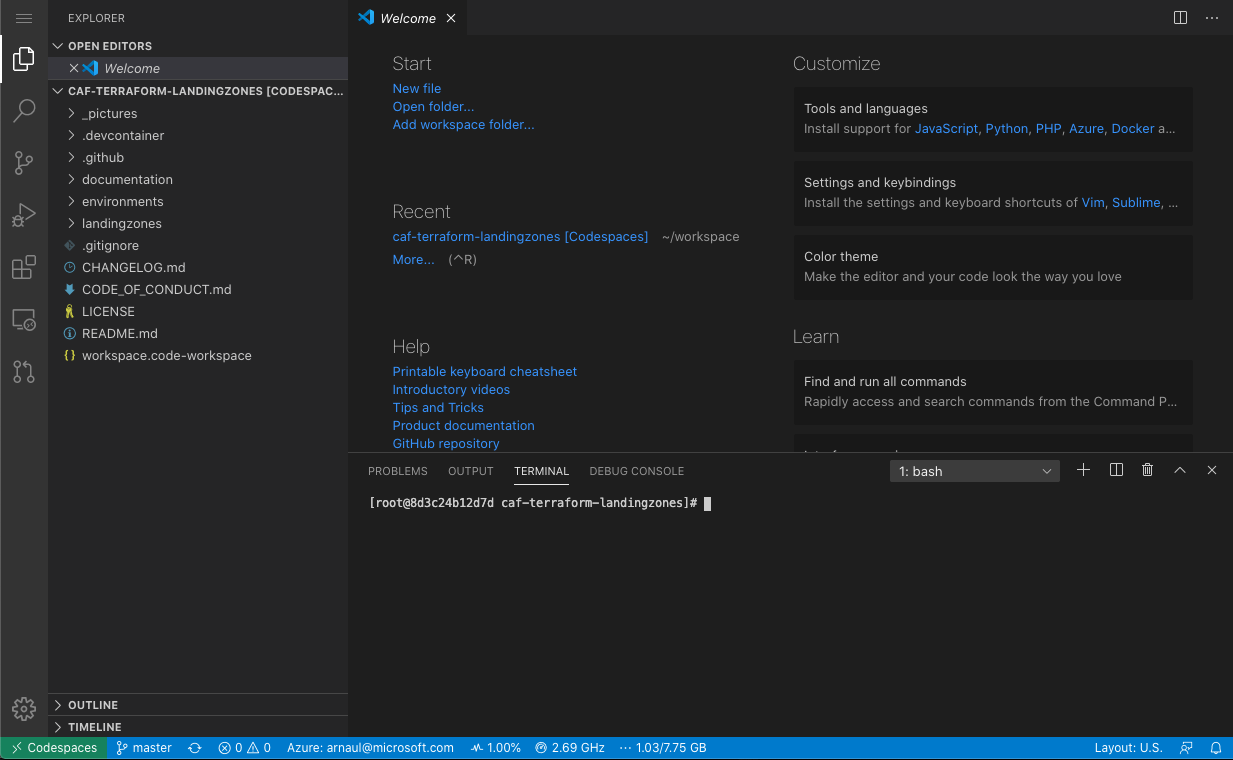 EXPLORER
OPEN EDITORS
Welcome
CAF-TERRAFORM-LANDINGZONES [CODESPAC...
_pictures
.devcontainer
.github
documentation
environments
landingzones
.gitignore
CHANGELOG.md
CODE_OF_CONDUCT.md
LICENSE
README.md
workspace.code-workspace
OUTLINE
TIMELINE
Welcome
Start
New file
Open folder...
Add workspace folder...
Recent
caf-terraform-landingzones [Codespaces] ~/workspace
More... (^R)
Help
Printable keyboard cheatsheet
Introductory videos
Tips and Tricks
Product documentation
GitHub repository
Customize
Tools and languages
Install support for JavaScript, Python, PHP, Azure, Docker a...
Settings and keybindings
Install the settings and keyboard shortcuts of Vim, Sublime, ...
Color theme
Make the editor and your code look the way you love
Learn
Find and run all commands
Rapidly access and search commands from the Command P...
PROBLEMS OUTPUT TERMINAL DEBUG CONSOLE 1: bash
[root@8d3c24b12d7d caf-terraform-landingzones]#
Codespaces master 0 0 Azure: arnaul@microsoft.com 1.00% 2.69 GHz ··· 1.03/7.75 GB Layout: U.S.